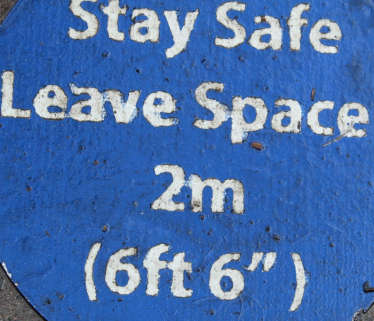 Stay Safe
Leave Space
2m
(6ft 6”)